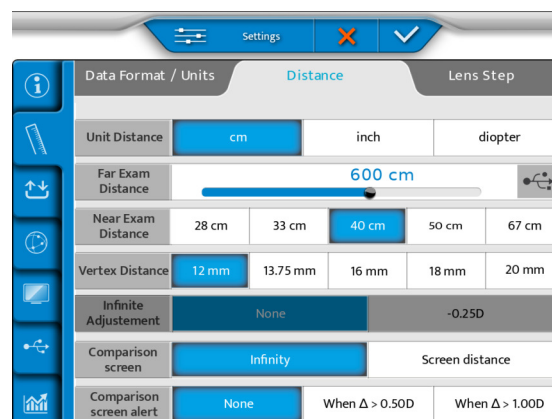 Settings
Data Format / Units Distance Lens Step
Unit Distance cm inch diopter
Far Exam Distance 600 cm
Near Exam Distance 28 cm 33 cm 40 cm 50 cm 67 cm
Vertex Distance 12 mm 13.75 mm 16 mm 18 mm 20 mm
Infinite Adjustement None -0.25D
Comparison screen Infinity Screen distance
Comparison screen alert None When Δ > 0.50D When Δ > 1.00D